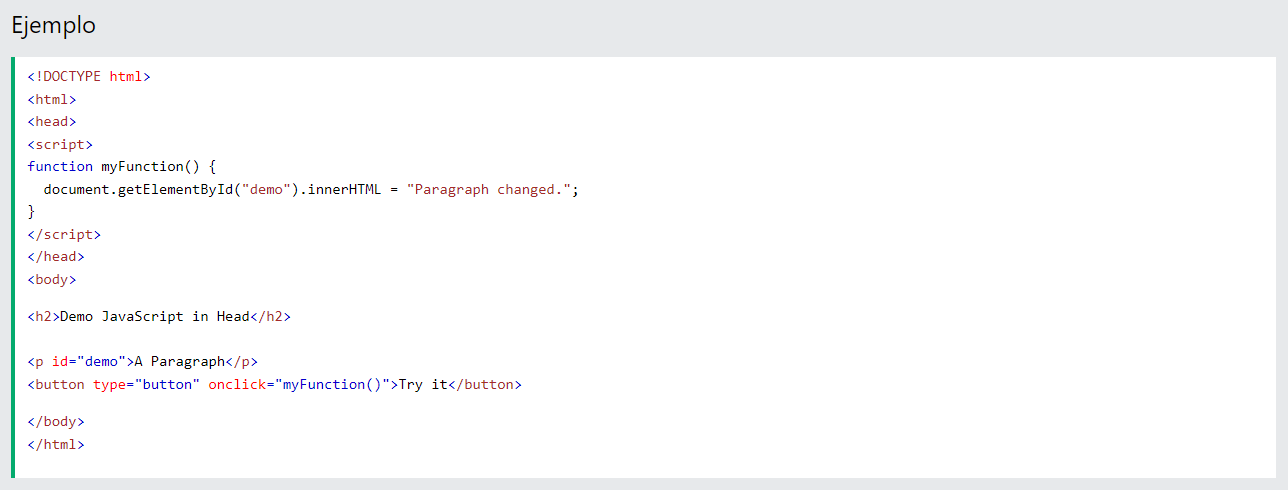 Ejemplo
<!DOCTYPE html>
<html>
<head>
<script>
function myFunction() {
  document.getElementById("demo").innerHTML = "Paragraph changed.";
}
</script>
</head>
<body>
<h2>Demo JavaScript in Head</h2>
<p id="demo">A Paragraph</p>
<button type="button" onclick="myFunction()">Try it</button>
</body>
</html>